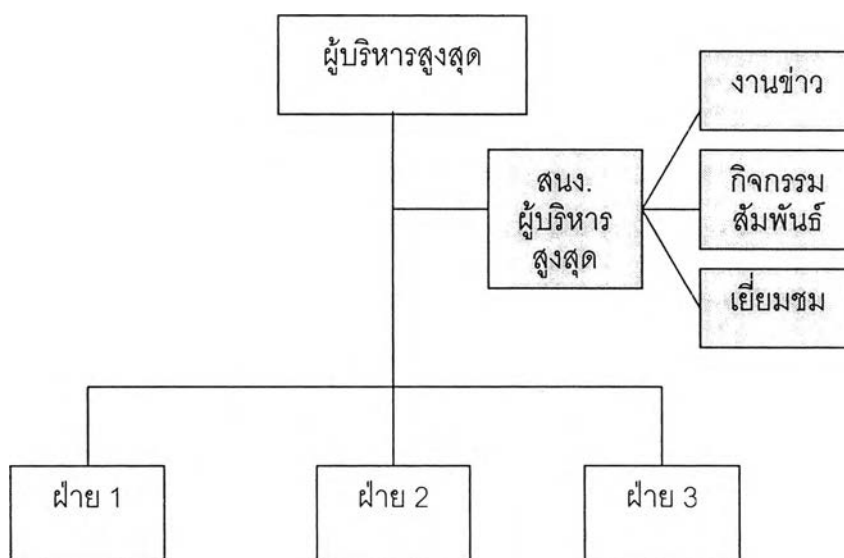 ผู้บริหารสูงสุด
งานข่าว
สนง.
ผู้บริหาร
สูงสุด
กิจกรรม
สัมพันธ์
เยี่ยมชม
ฝ่าย 1
ฝ่าย 2
ฝ่าย 3